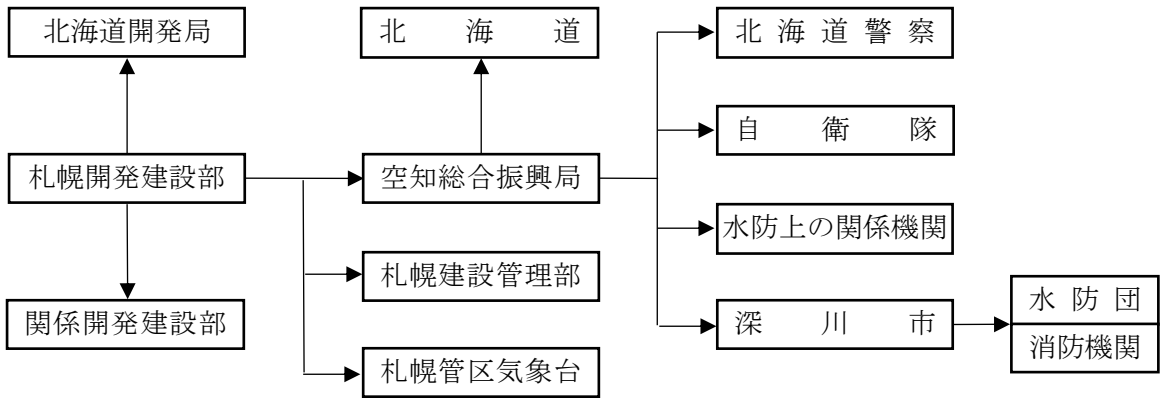 北海道開発局
北海道
北海道警察
自衛隊
札幌開発建設部
空知総合振興局
水防上の関係機関
札幌建設管理部
関係開発建設部
深川市
水防団
消防機関
札幌管区気象台